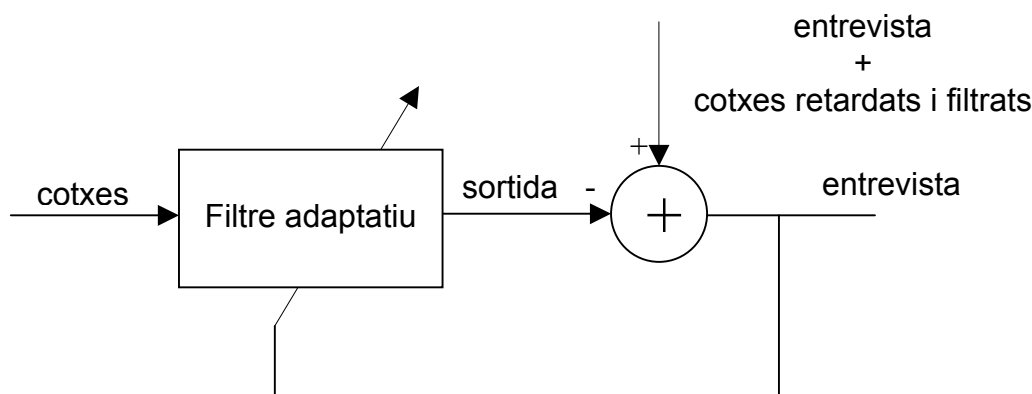 entrevista
+
cotxes retardats i filtrats
+
cotxes
Filtre adaptatiu
sortida
-
+
entrevista